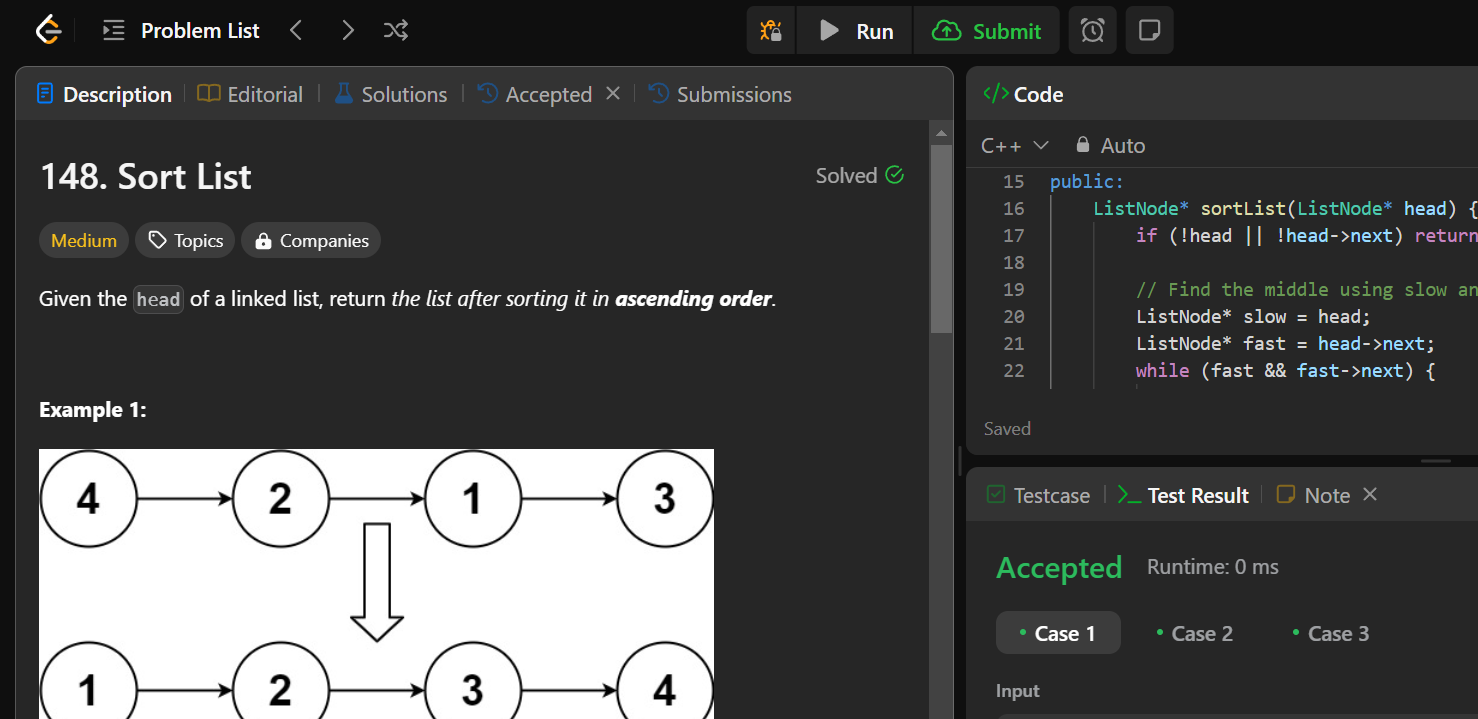 Problem List
Run
Submit
Description
Editorial
Solutions
Accepted
Submissions
148. Sort List
Solved
Medium
Topics
Companies
Given the head of a linked list, return the list after sorting it in ascending order.
Example 1:
4 2 1 3
1 2 3 4
</> Code
C++
Auto
15 public:
16 ListNode* sortList(ListNode* head) {
17 if (!head || !head->next) return
18
19 // Find the middle using slow an
20 ListNode* slow = head;
21 ListNode* fast = head->next;
22 while (fast && fast->next) {
Saved
Testcase
>_ Test Result
Note
Accepted
Runtime: 0 ms
Case 1
Case 2
Case 3
Input